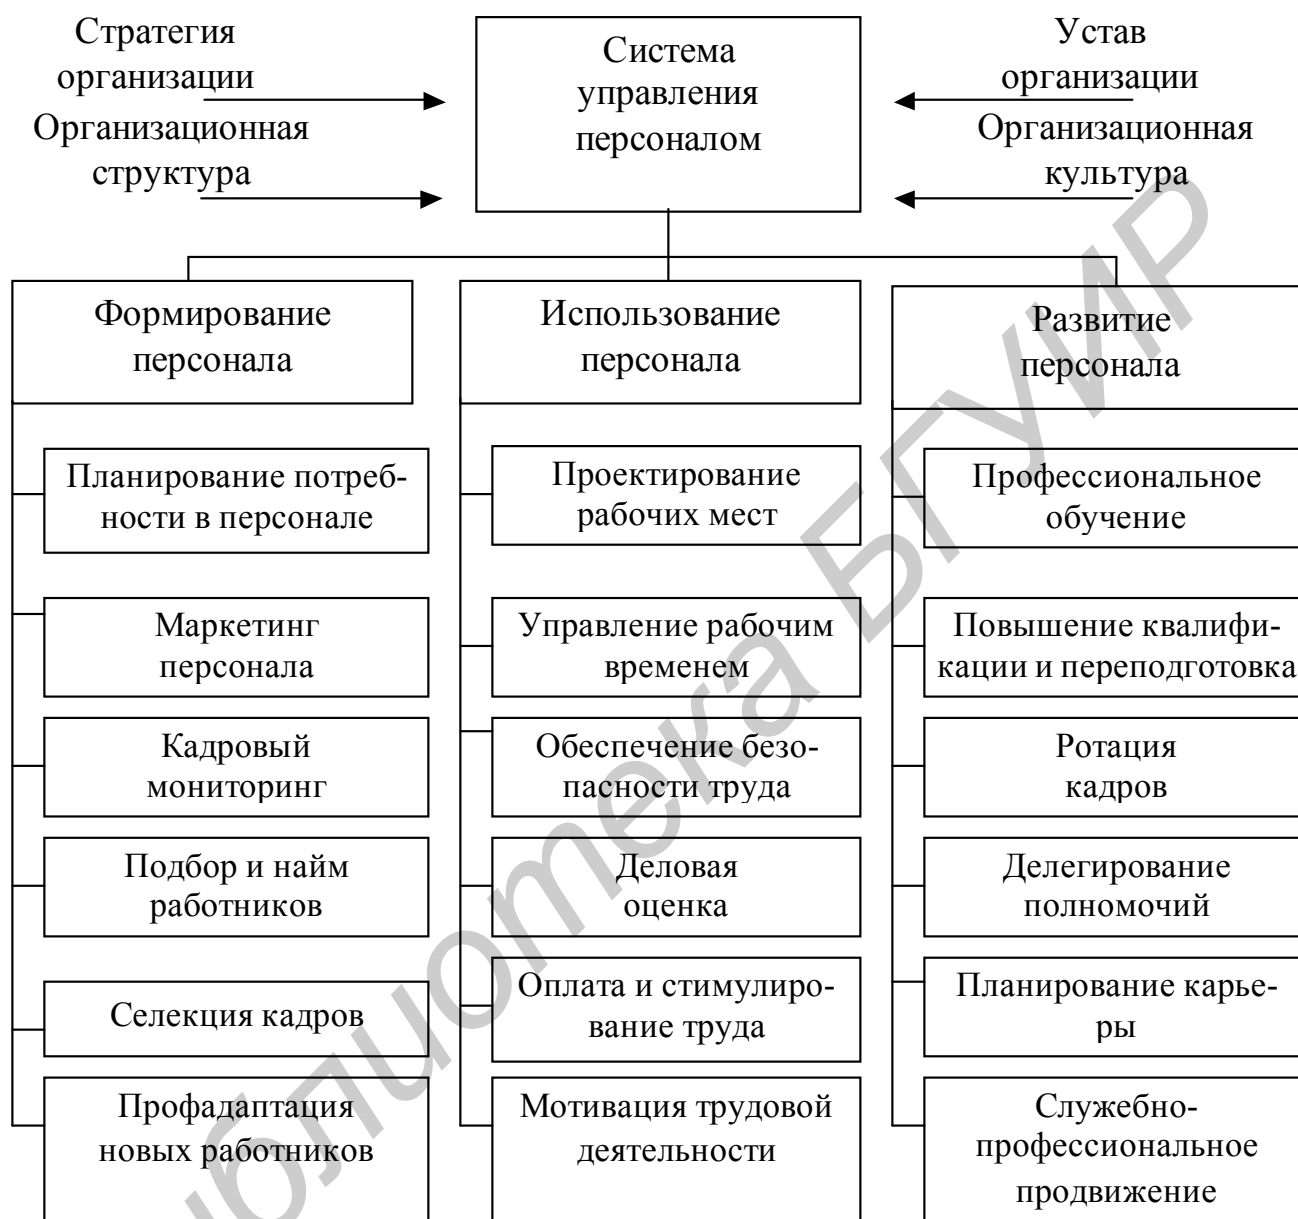 Стратегия
организации
Организационная
структура
Система
управления
персоналом
Устав
организации
Организационная
культура
Формирование
персонала
Планирование потреб-
ности в персонале
Маркетинг
персонала
Кадровый
мониторинг
Подбор и найм
работников
Селекция кадров
Профадаптация
новых работников
Использование
персонала
Проектирование
рабочих мест
Управление рабочим
временем
Обеспечение безо-
пасности труда
Деловая
оценка
Оплата и стимулиро-
вание труда
Мотивация трудовой
деятельности
Развитие
персонала
Профессиональное
обучение
Повышение квалифи-
кации и переподготовка
Ротация
кадров
Делегирование
полномочий
Планирование карье-
ры
Служебно-
профессиональное
продвижение
блиотека БГУИР